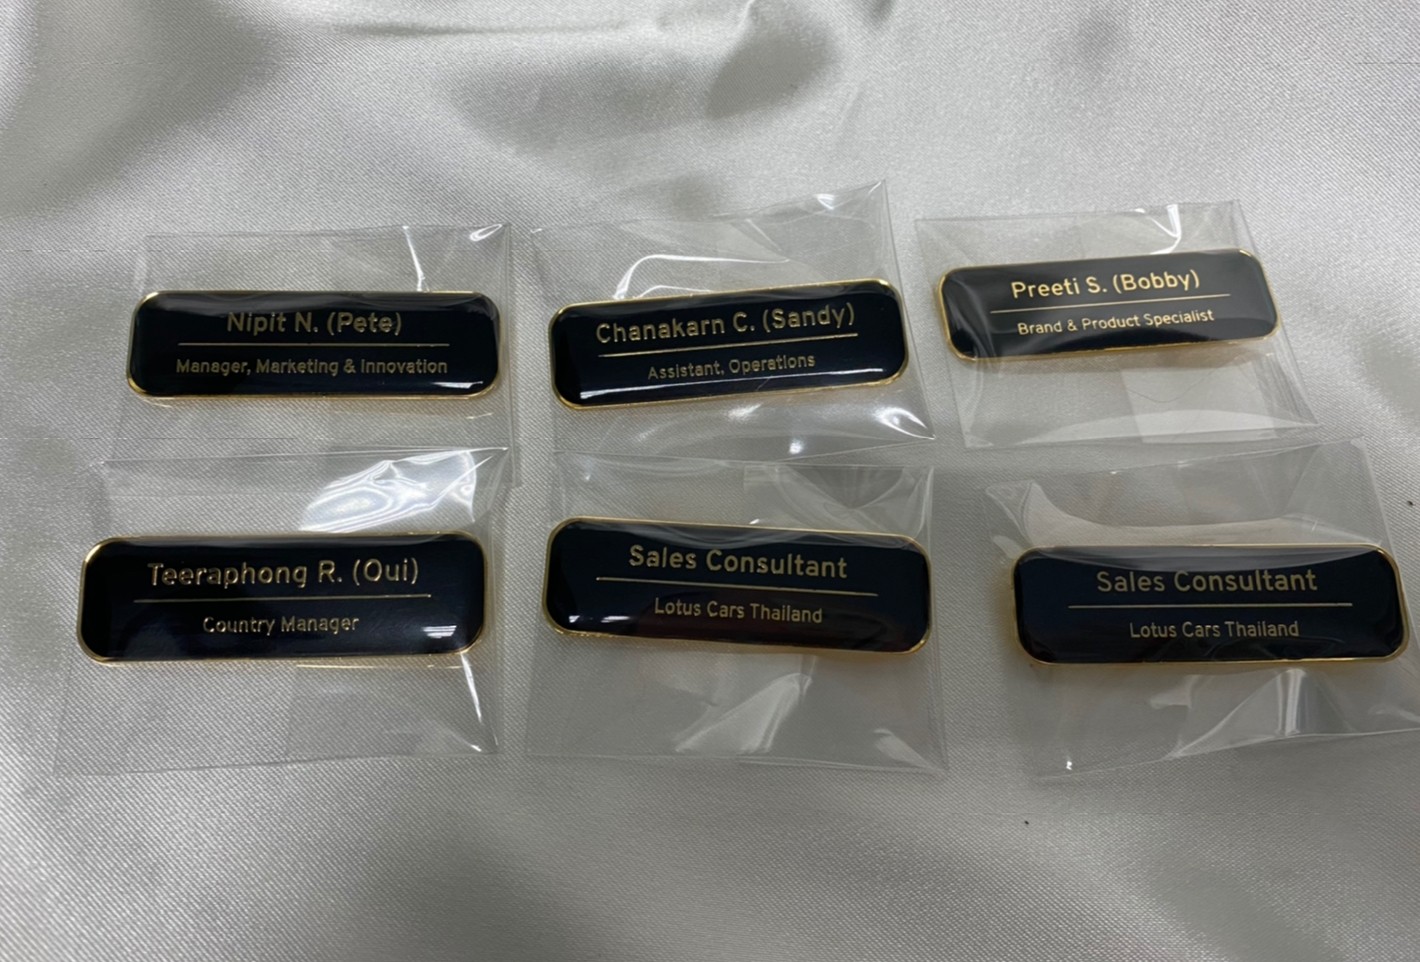 Nipit N. (Pete)
Manager, Marketing & Innovation
Chanakarn C. (Sandy)
Assistant, Operations
Preeti S. (Bobby)
Brand & Product Specialist
Teeraphong R. (Oui)
Country Manager
Sales Consultant
Lotus Cars Thailand
Sales Consultant
Lotus Cars Thailand